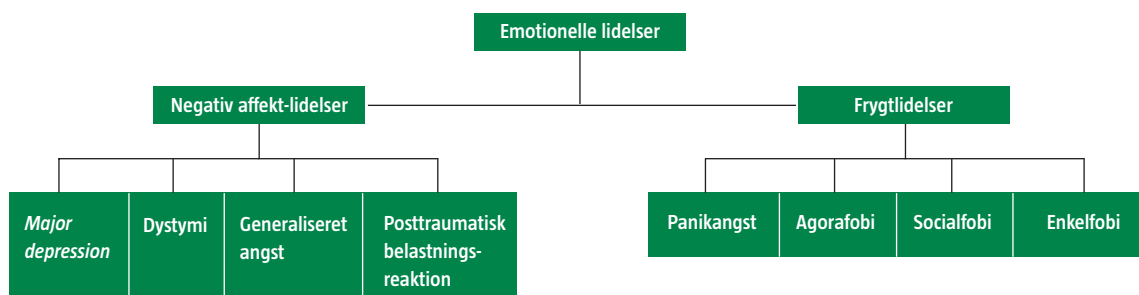 Emotionelle lidelser
Negativ affekt-lidelser
Frygtlidelser
Major
depression
Dystymi
Generaliseret
angst
Posttraumatisk
belastnings-
reaktion
Panikangst
Agorafobi
Socialfobi
Enkelfobi